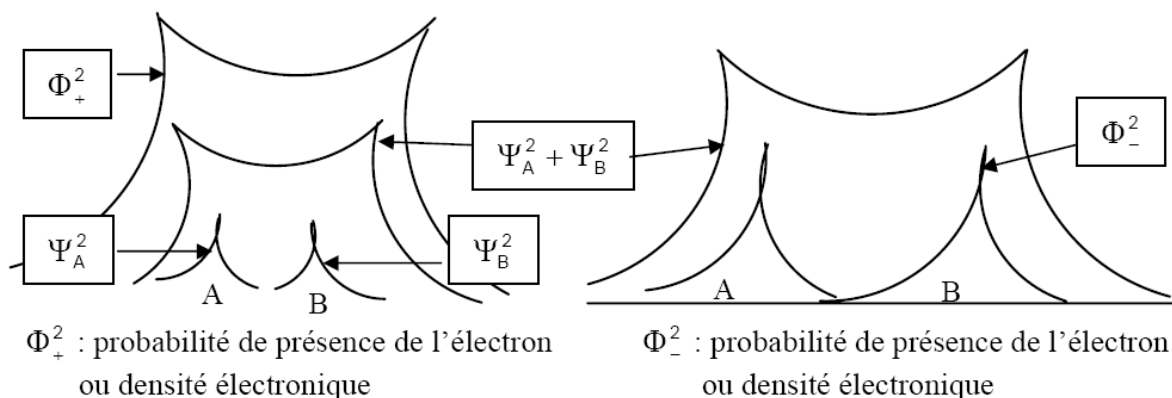 Φ₊²
Ψ_A² + Ψ_B²
Φ₋²
Ψ_A²
Ψ_B²
A
B
A
B
Φ₊² : probabilité de présence de l’électron
ou densité électronique
Φ₋² : probabilité de présence de l’électron
ou densité électronique